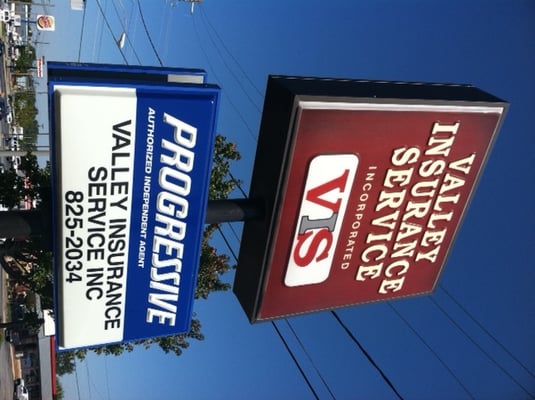 VALLEY
INSURANCE
SERVICE
INCORPORATED
VIS
PROGRESSIVE
AUTHORIZED INDEPENDENT AGENT
VALLEY INSURANCE
SERVICE INC
825-2034